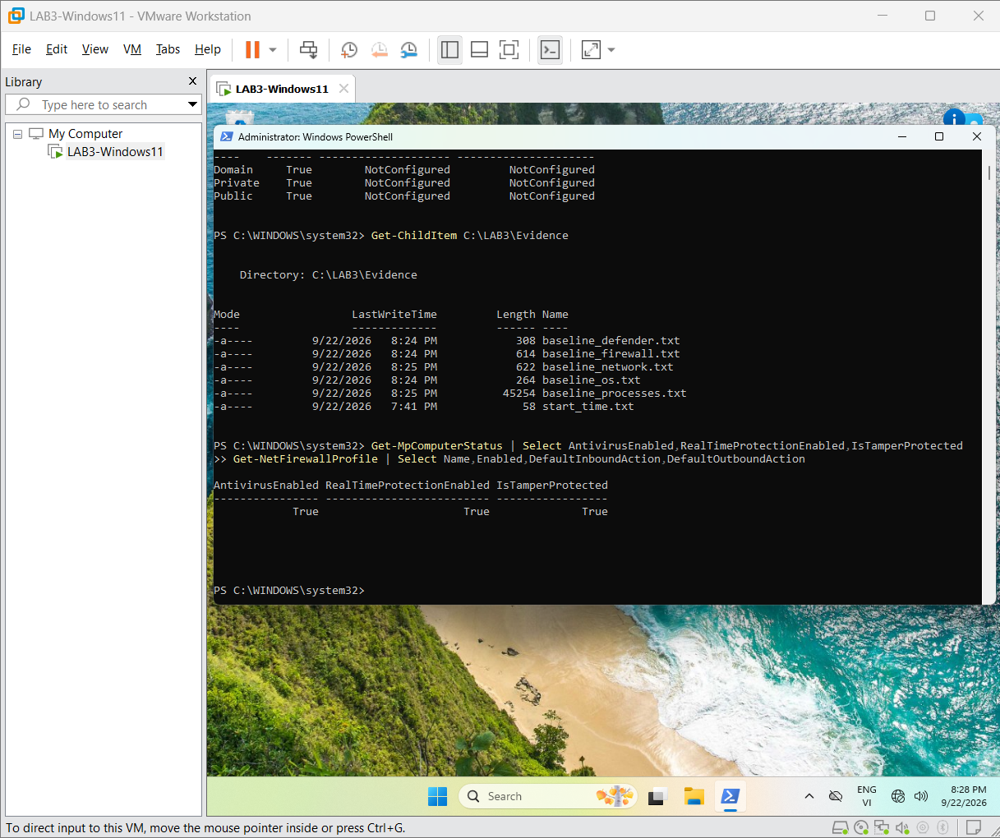 LAB3-Windows11 - VMware Workstation
File Edit View VM Tabs Help
Library
Type here to search
My Computer
LAB3-Windows11
LAB3-Windows11
Administrator: Windows PowerShell
---- ------- -------------------- ---------------------
Domain True NotConfigured NotConfigured
Private True NotConfigured NotConfigured
Public True NotConfigured NotConfigured
PS C:\WINDOWS\system32> Get-ChildItem C:\LAB3\Evidence
Directory: C:\LAB3\Evidence
Mode LastWriteTime Length Name
---- ------------- ------ ----
-a---- 9/22/2026 8:24 PM 308 baseline_defender.txt
-a---- 9/22/2026 8:24 PM 614 baseline_firewall.txt
-a---- 9/22/2026 8:25 PM 622 baseline_network.txt
-a---- 9/22/2026 8:24 PM 264 baseline_os.txt
-a---- 9/22/2026 8:25 PM 45254 baseline_processes.txt
-a---- 9/22/2026 7:41 PM 58 start_time.txt
PS C:\WINDOWS\system32> Get-MpComputerStatus | Select AntivirusEnabled,RealTimeProtectionEnabled,IsTamperProtected
>> Get-NetFirewallProfile | Select Name,Enabled,DefaultInboundAction,DefaultOutboundAction
AntivirusEnabled RealTimeProtectionEnabled IsTamperProtected
---------------- ------------------------- -----------------
True True True
PS C:\WINDOWS\system32>
Search
ENG
VI
8:28 PM
9/22/2026
To direct input to this VM, move the mouse pointer inside or press Ctrl+G.